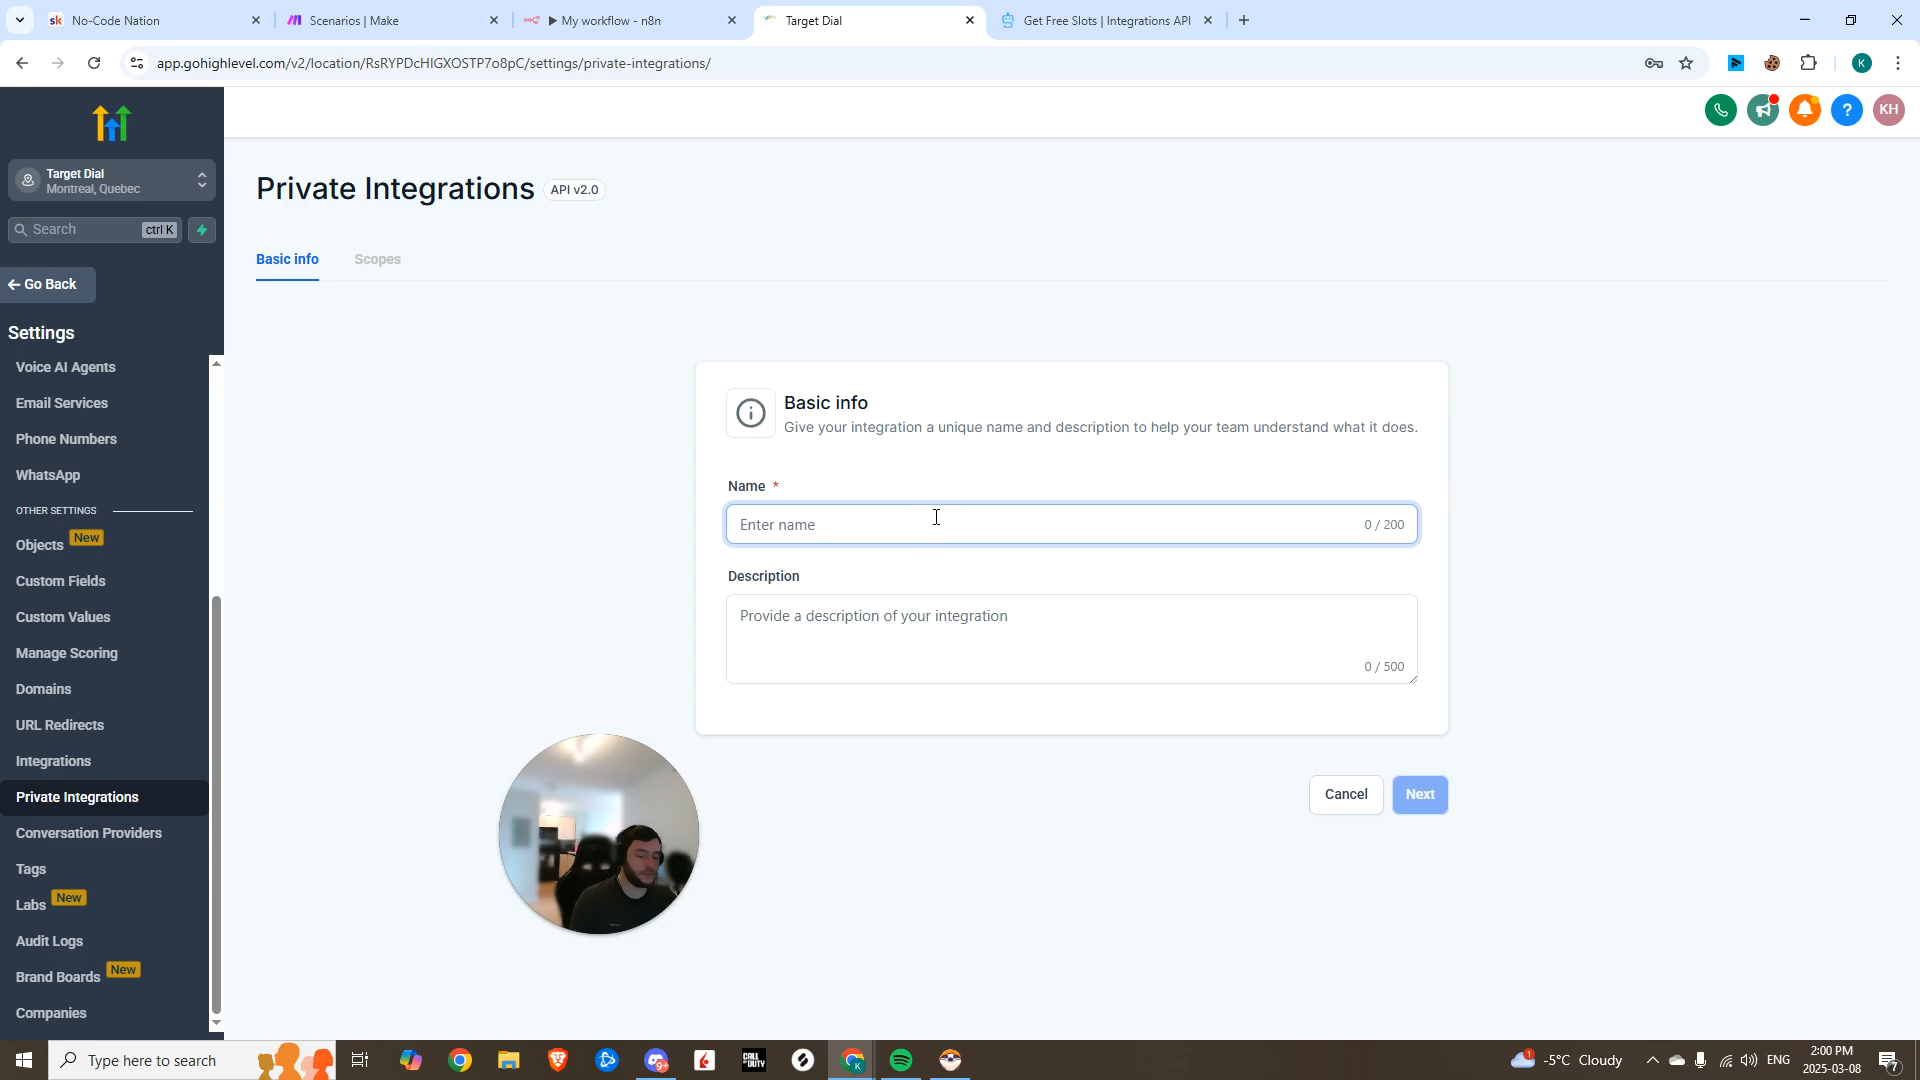 No-Code Nation
Scenarios | Make
My workflow - n8n
Target Dial
Get Free Slots | Integrations API
app.gohighlevel.com/v2/location/RsRYPDcHIGXOSTP7o8pC/settings/private-integrations/
K
KH
Target Dial
Montreal, Quebec
Search
ctrl K
Go Back
Settings
Voice AI Agents
Email Services
Phone Numbers
WhatsApp
OTHER SETTINGS
Objects New
Custom Fields
Custom Values
Manage Scoring
Domains
URL Redirects
Integrations
Private Integrations
Conversation Providers
Tags
Labs New
Audit Logs
Brand Boards New
Companies
Private Integrations API v2.0
Basic info Scopes
Basic info
Give your integration a unique name and description to help your team understand what it does.
Name *
Enter name 0 / 200
Description
Provide a description of your integration
0 / 500
Cancel Next
Type here to search
CALL OF DUTY
9+
K
1
-5°C Cloudy
ENG
2:00 PM
2025-03-08
7